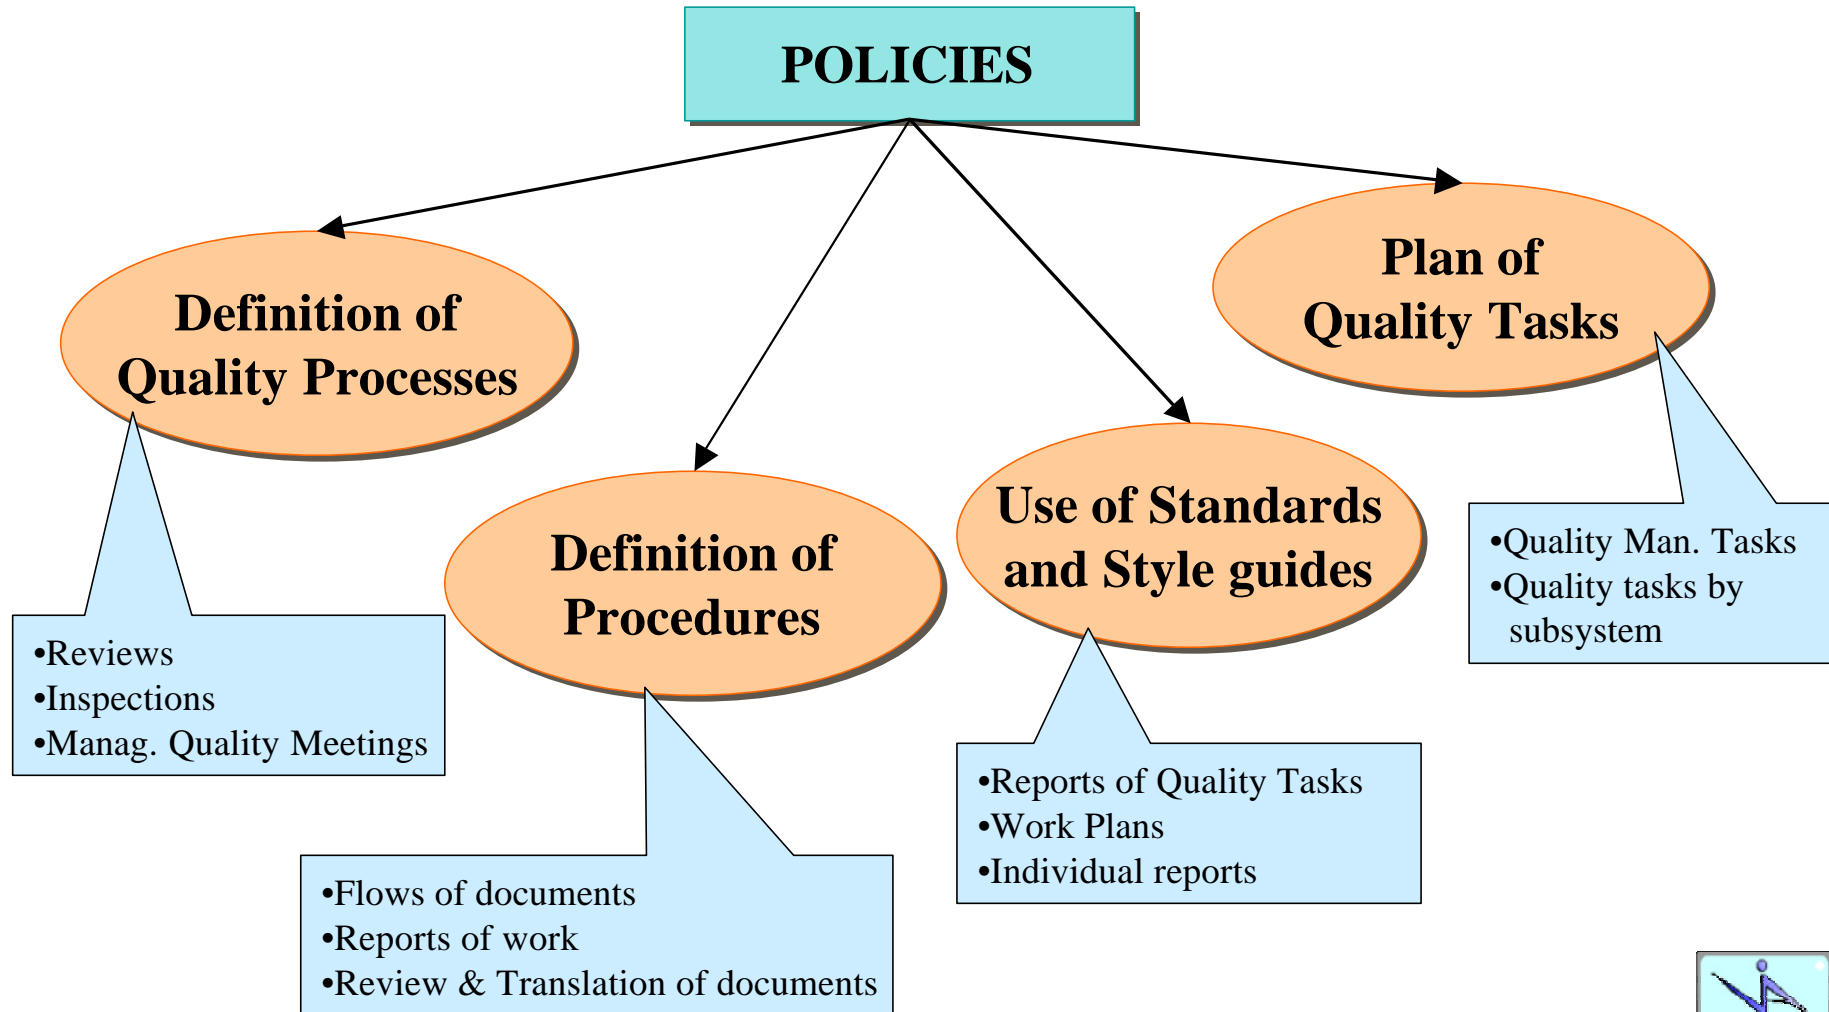 POLICIES
Definition of
Quality Processes
•Reviews
•Inspections
•Manag. Quality Meetings
Definition of
Procedures
•Flows of documents
•Reports of work
•Review & Translation of documents
Use of Standards
and Style guides
•Reports of Quality Tasks
•Work Plans
•Individual reports
Plan of
Quality Tasks
•Quality Man. Tasks
•Quality tasks by
subsystem